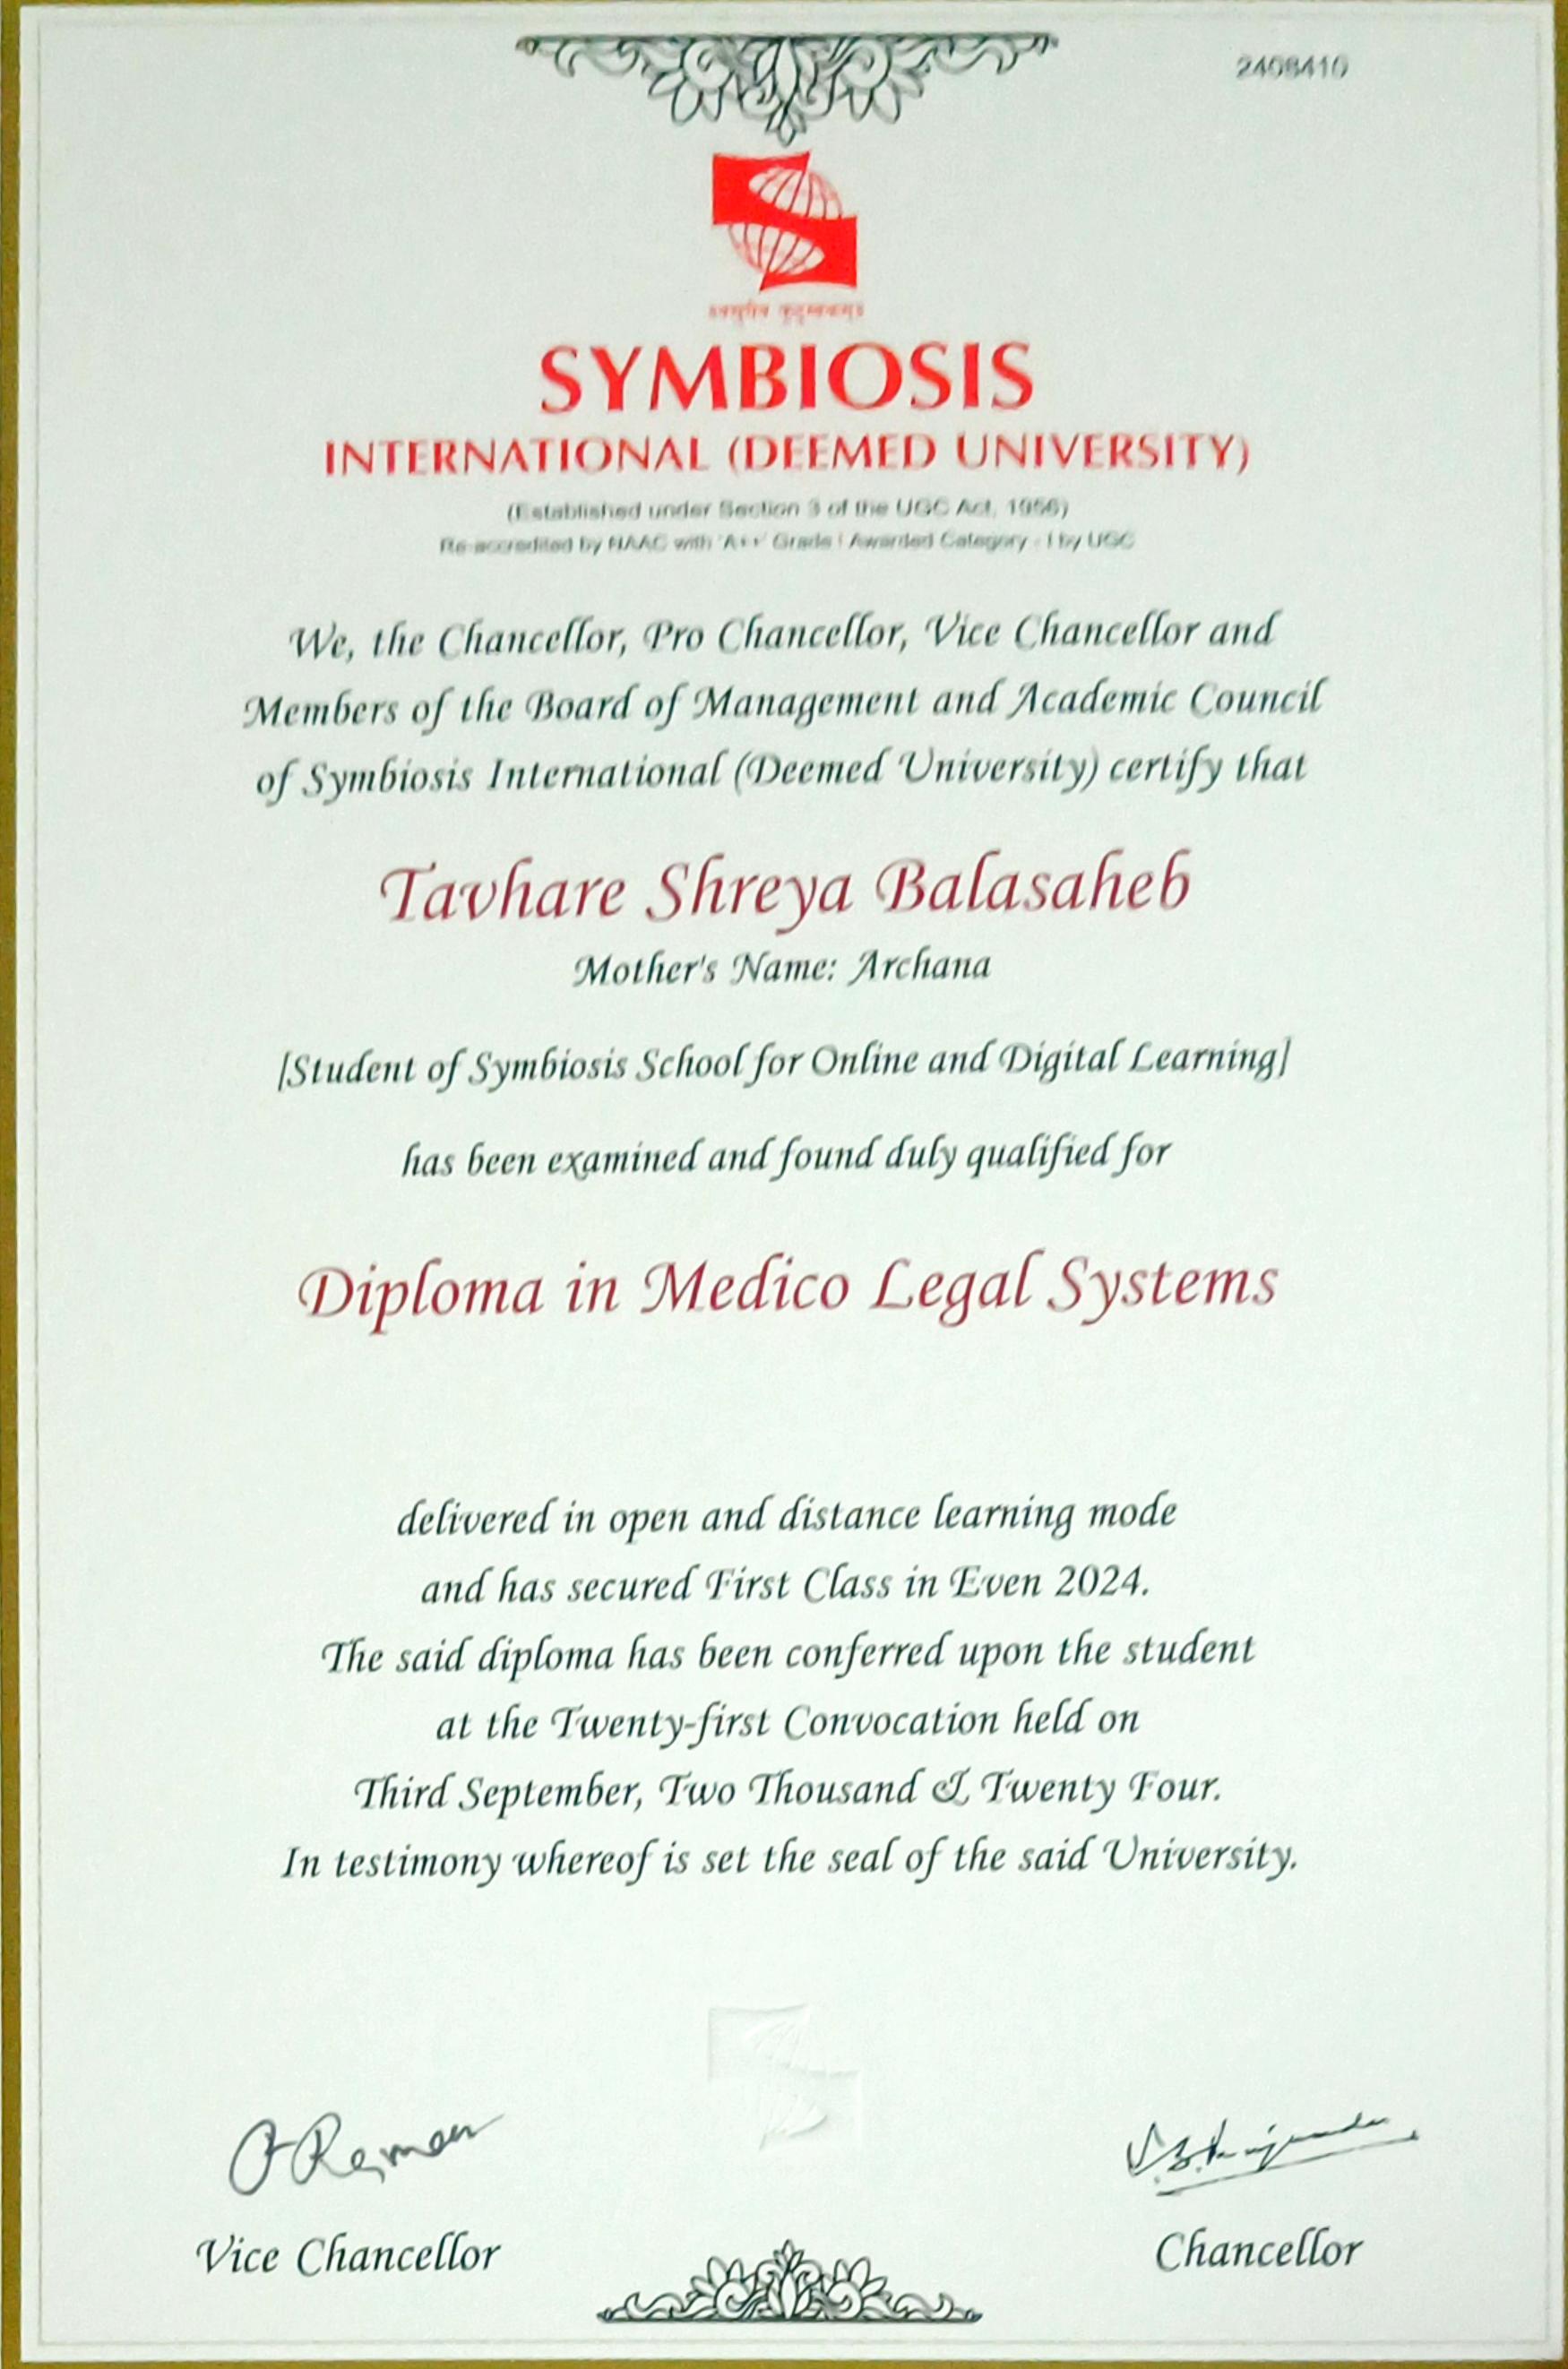 2408410
SYMBIOSIS
INTERNATIONAL (DEEMED UNIVERSITY)
(Established under Section 3 of the UGC Act, 1956)
Re-accredited by NAAC with 'A++' Grade | Awarded Category - I by UGC
We, the Chancellor, Pro Chancellor, Vice Chancellor and
Members of the Board of Management and Academic Council
of Symbiosis International (Deemed University) certify that
Tavhare Shreya Balasaheb
Mother's Name: Archana
[Student of Symbiosis School for Online and Digital Learning]
has been examined and found duly qualified for
Diploma in Medico Legal Systems
delivered in open and distance learning mode
and has secured First Class in Even 2024.
The said diploma has been conferred upon the student
at the Twenty-first Convocation held on
Third September, Two Thousand & Twenty Four.
In testimony whereof is set the seal of the said University.
Vice Chancellor
Chancellor